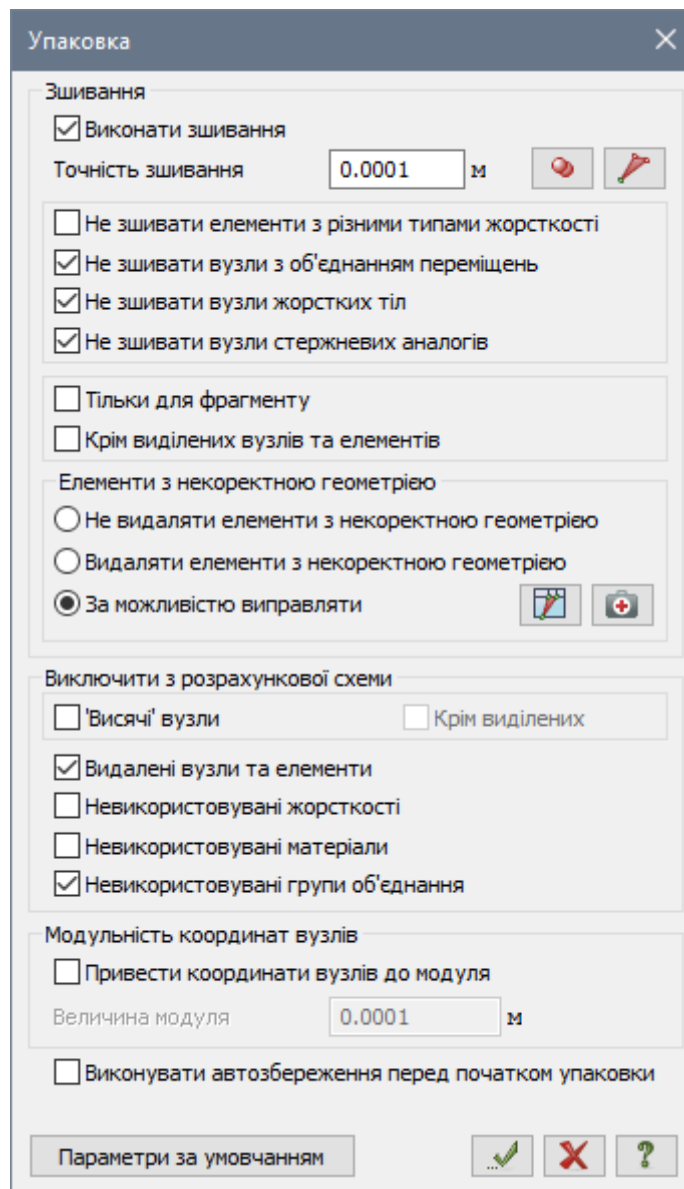 Упаковка
Зшивання
Виконати зшивання
Точність зшивання 0.0001 м
Не зшивати елементи з різними типами жорсткості
Не зшивати вузли з об'єднанням переміщень
Не зшивати вузли жорстких тіл
Не зшивати вузли стержневих аналогів
Тільки для фрагменту
Крім виділених вузлів та елементів
Елементи з некоректною геометрією
Не видаляти елементи з некоректною геометрією
Видаляти елементи з некоректною геометрією
За можливістю виправляти
Виключити з розрахункової схеми
'Висячі' вузли Крім виділених
Видалені вузли та елементи
Невикористовувані жорсткості
Невикористовувані матеріали
Невикористовувані групи об'єднання
Модульність координат вузлів
Привести координати вузлів до модуля
Величина модуля 0.0001 м
Виконувати автозбереження перед початком упаковки
Параметри за умовчанням ?